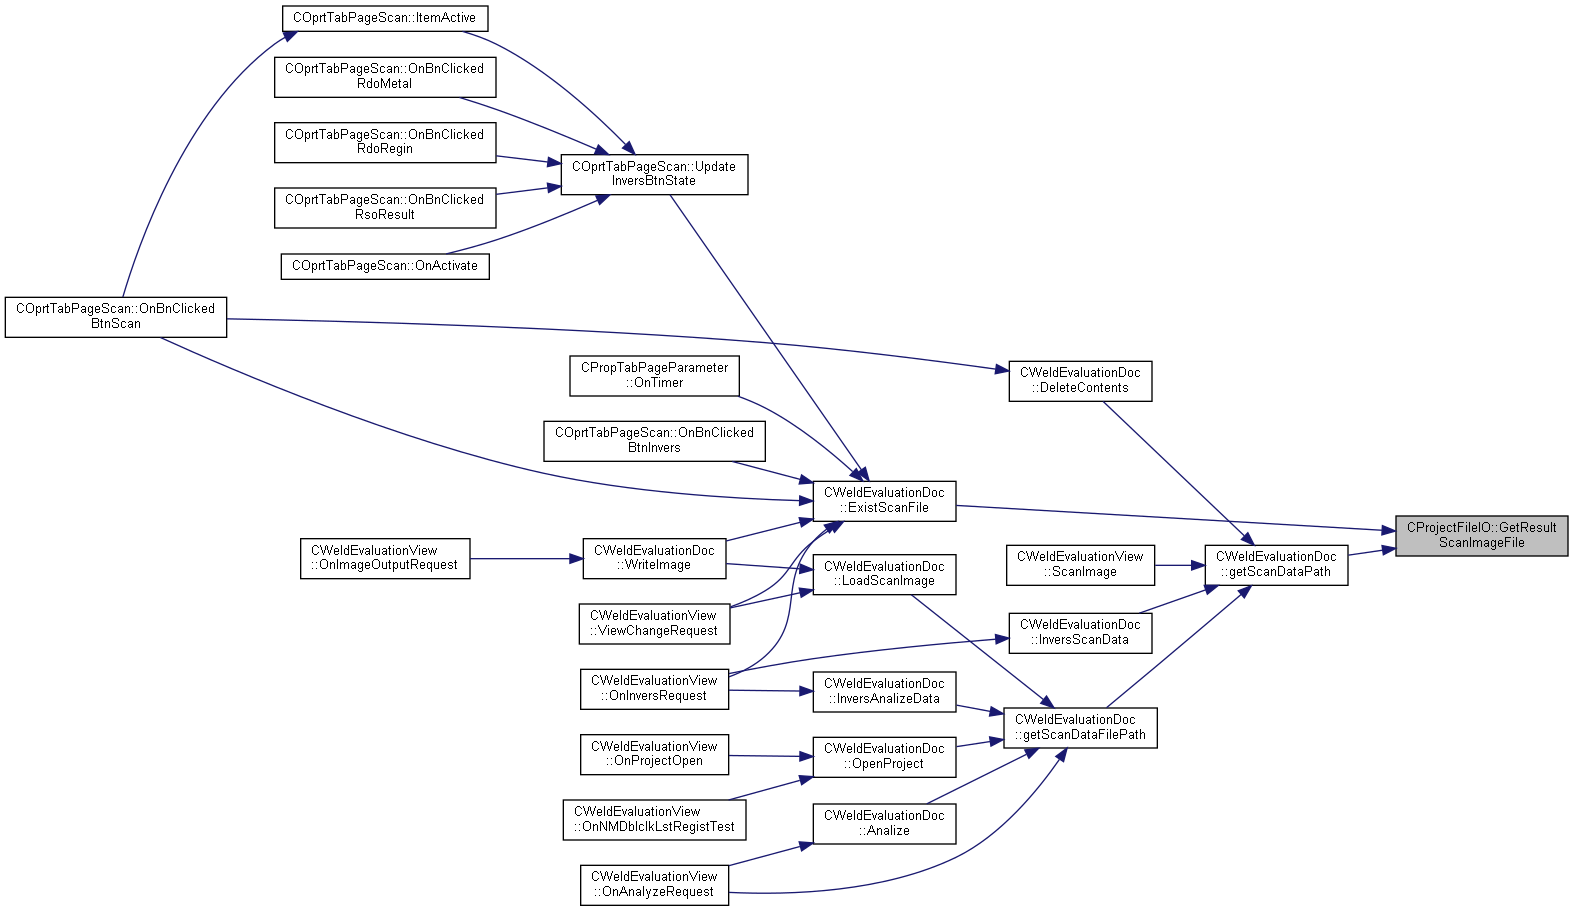 COprtTabPageScan::ItemActive
COprtTabPageScan::OnBnClicked
RdoMetal
COprtTabPageScan::OnBnClicked
RdoRegin
COprtTabPageScan::Update
InversBtnState
COprtTabPageScan::OnBnClicked
RsoResult
COprtTabPageScan::OnActivate
COprtTabPageScan::OnBnClicked
BtnScan
CPropTabPageParameter
::OnTimer
CWeldEvaluationDoc
::DeleteContents
COprtTabPageScan::OnBnClicked
BtnInvers
CWeldEvaluationDoc
::ExistScanFile
CProjectFileIO::GetResult
ScanImageFile
CWeldEvaluationView
::OnImageOutputRequest
CWeldEvaluationDoc
::WriteImage
CWeldEvaluationDoc
::LoadScanImage
CWeldEvaluationView
::ScanImage
CWeldEvaluationDoc
::getScanDataPath
CWeldEvaluationView
::ViewChangeRequest
CWeldEvaluationDoc
::InversScanData
CWeldEvaluationView
::OnInversRequest
CWeldEvaluationDoc
::InversAnalizeData
CWeldEvaluationDoc
::getScanDataFilePath
CWeldEvaluationView
::OnProjectOpen
CWeldEvaluationDoc
::OpenProject
CWeldEvaluationView
::OnNMDblclkLstRegistTest
CWeldEvaluationDoc
::Analize
CWeldEvaluationView
::OnAnalyzeRequest